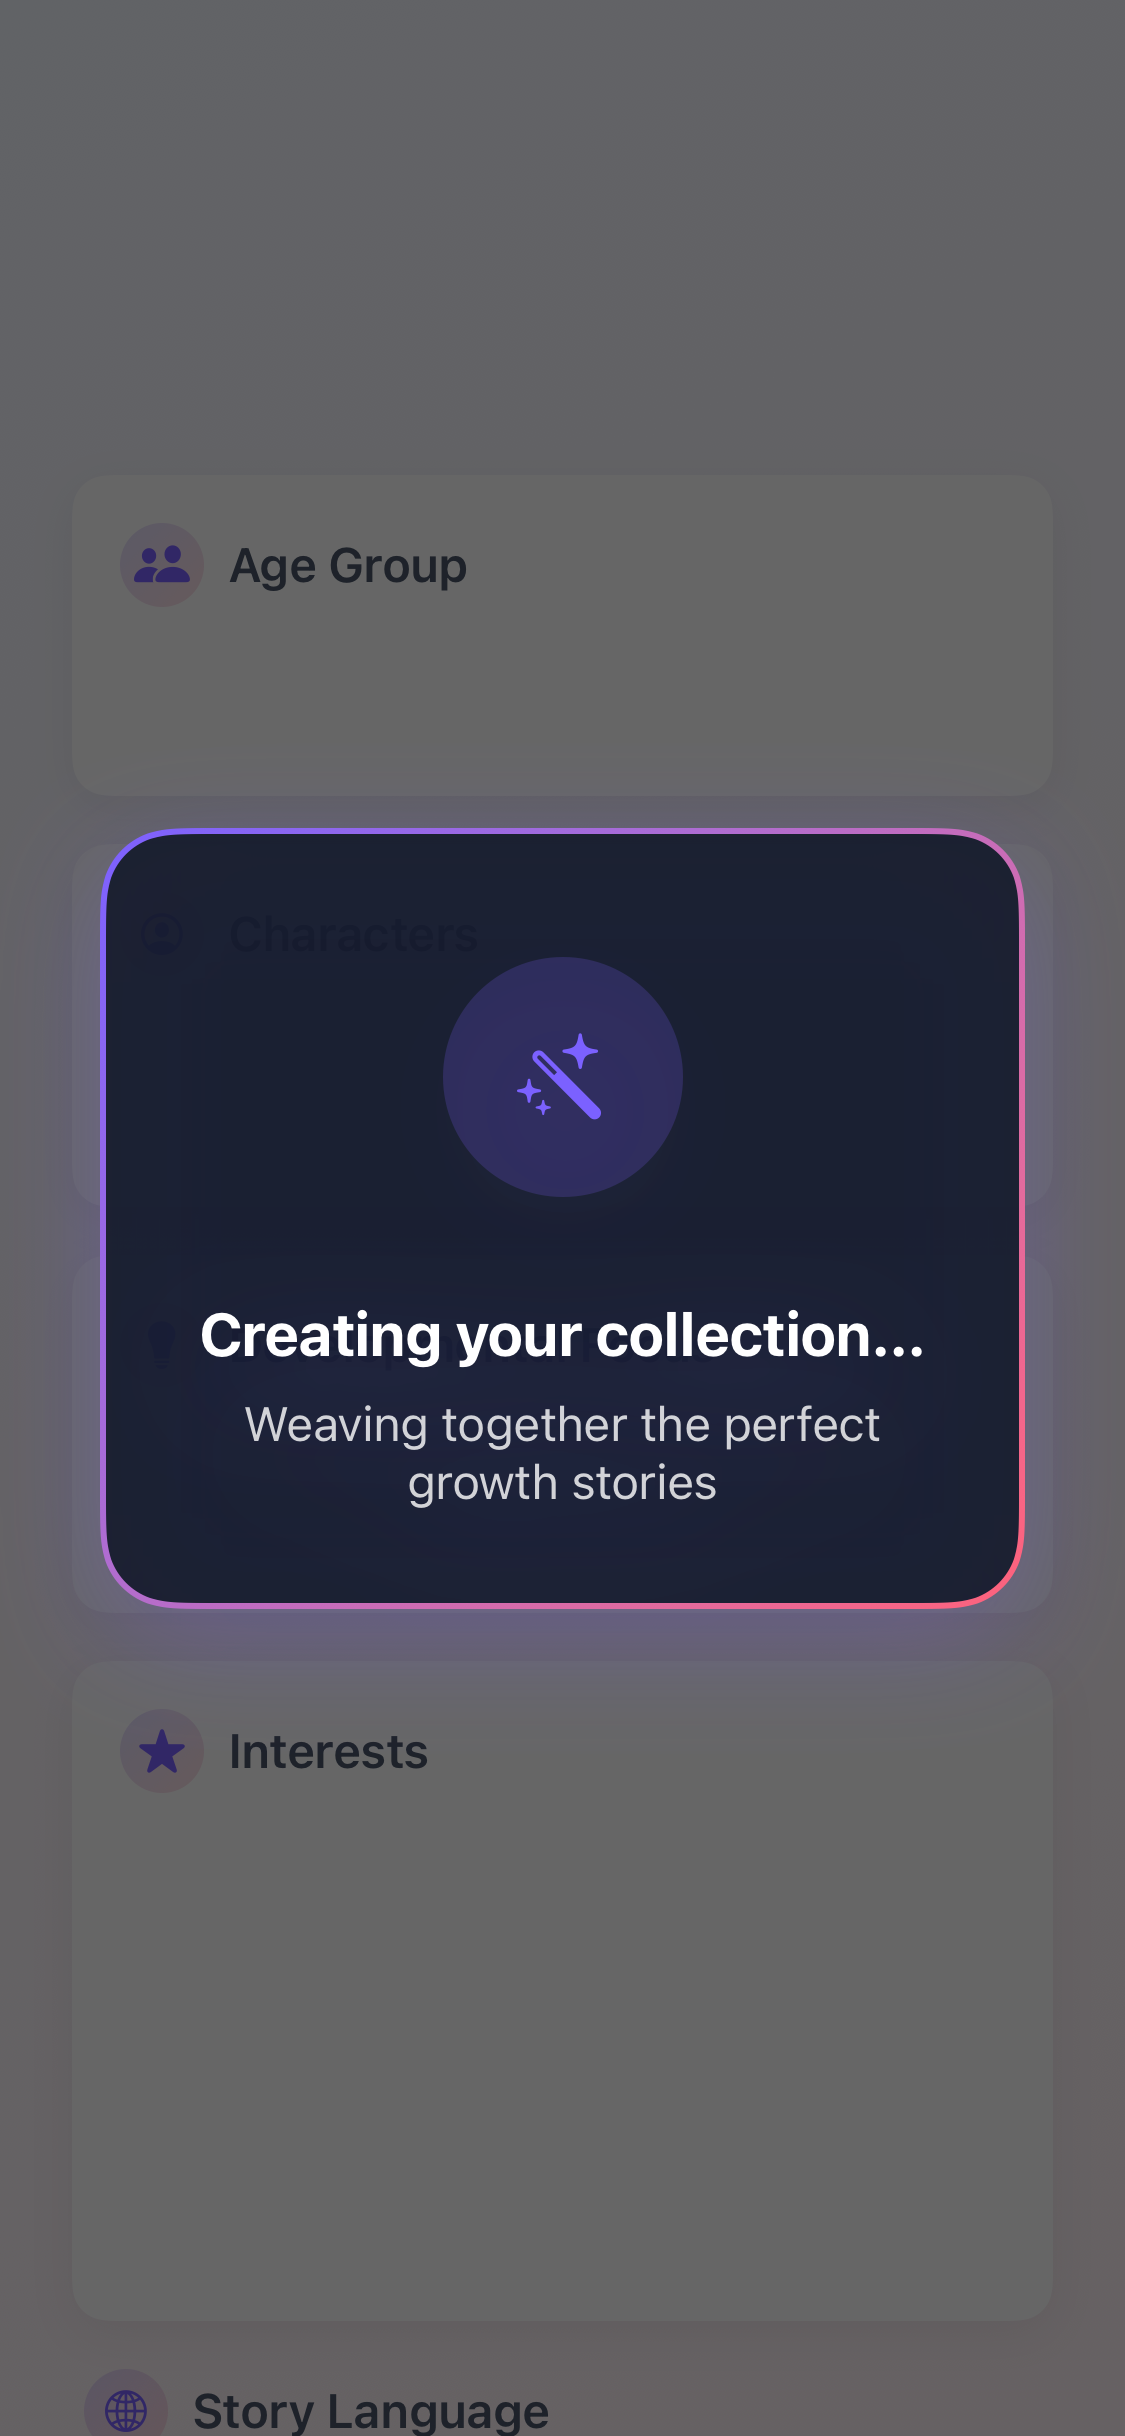 Age Group
Characters
Creating your collection...
Weaving together the perfect
growth stories
Interests
Story Language